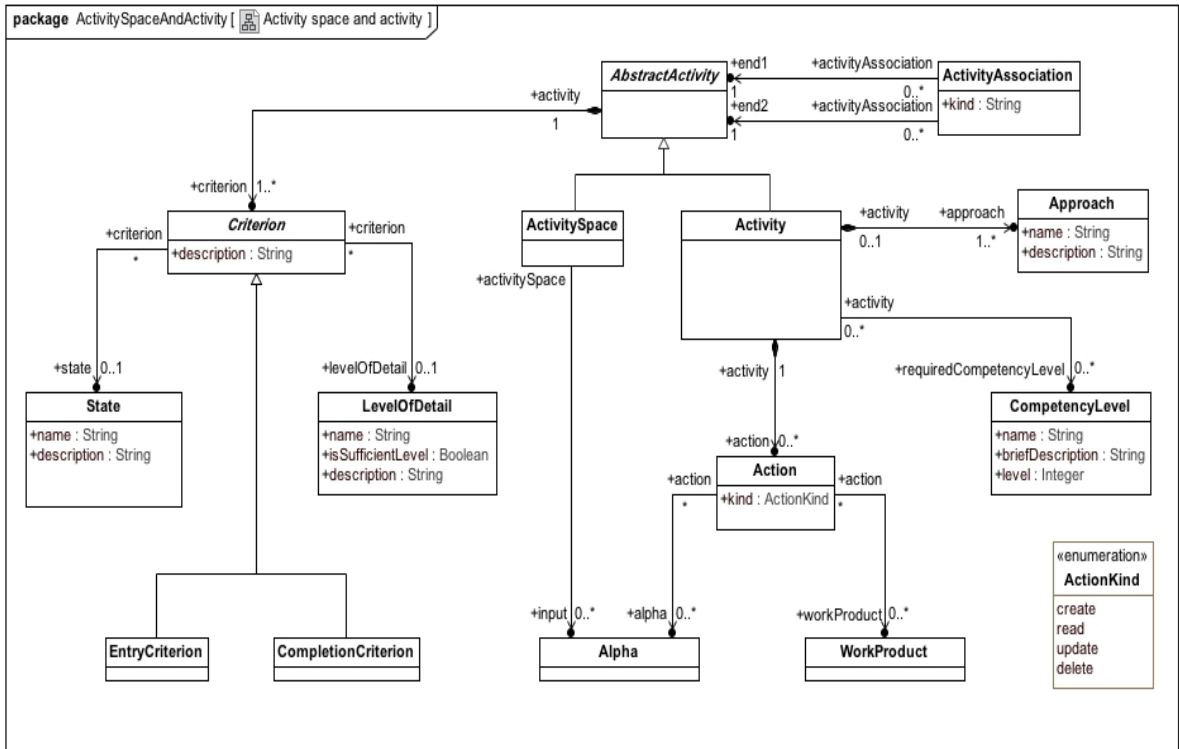 package ActivitySpaceAndActivity [ Activity space and activity ]
AbstractActivity
+end1
+activityAssociation
1
0..*
+end2
+activityAssociation
1
0..*
ActivityAssociation
+kind : String
+activity
1
+criterion 1..*
Criterion
+description : String
+criterion
*
+criterion
*
ActivitySpace
+activitySpace
Activity
+activity
+approach
0..1
1..*
Approach
+name : String
+description : String
+activity
0..*
+requiredCompetencyLevel 0..*
+state 0..1
+levelOfDetail 0..1
+activity 1
State
+name : String
+description : String
LevelOfDetail
+name : String
+isSufficientLevel : Boolean
+description : String
CompetencyLevel
+name : String
+briefDescription : String
+level : Integer
+action 0..*
Action
+kind : ActionKind
+action
*
+action
*
«enumeration»
ActionKind
create
read
update
delete
+input 0..*
+alpha 0..*
+workProduct 0..*
EntryCriterion
CompletionCriterion
Alpha
WorkProduct